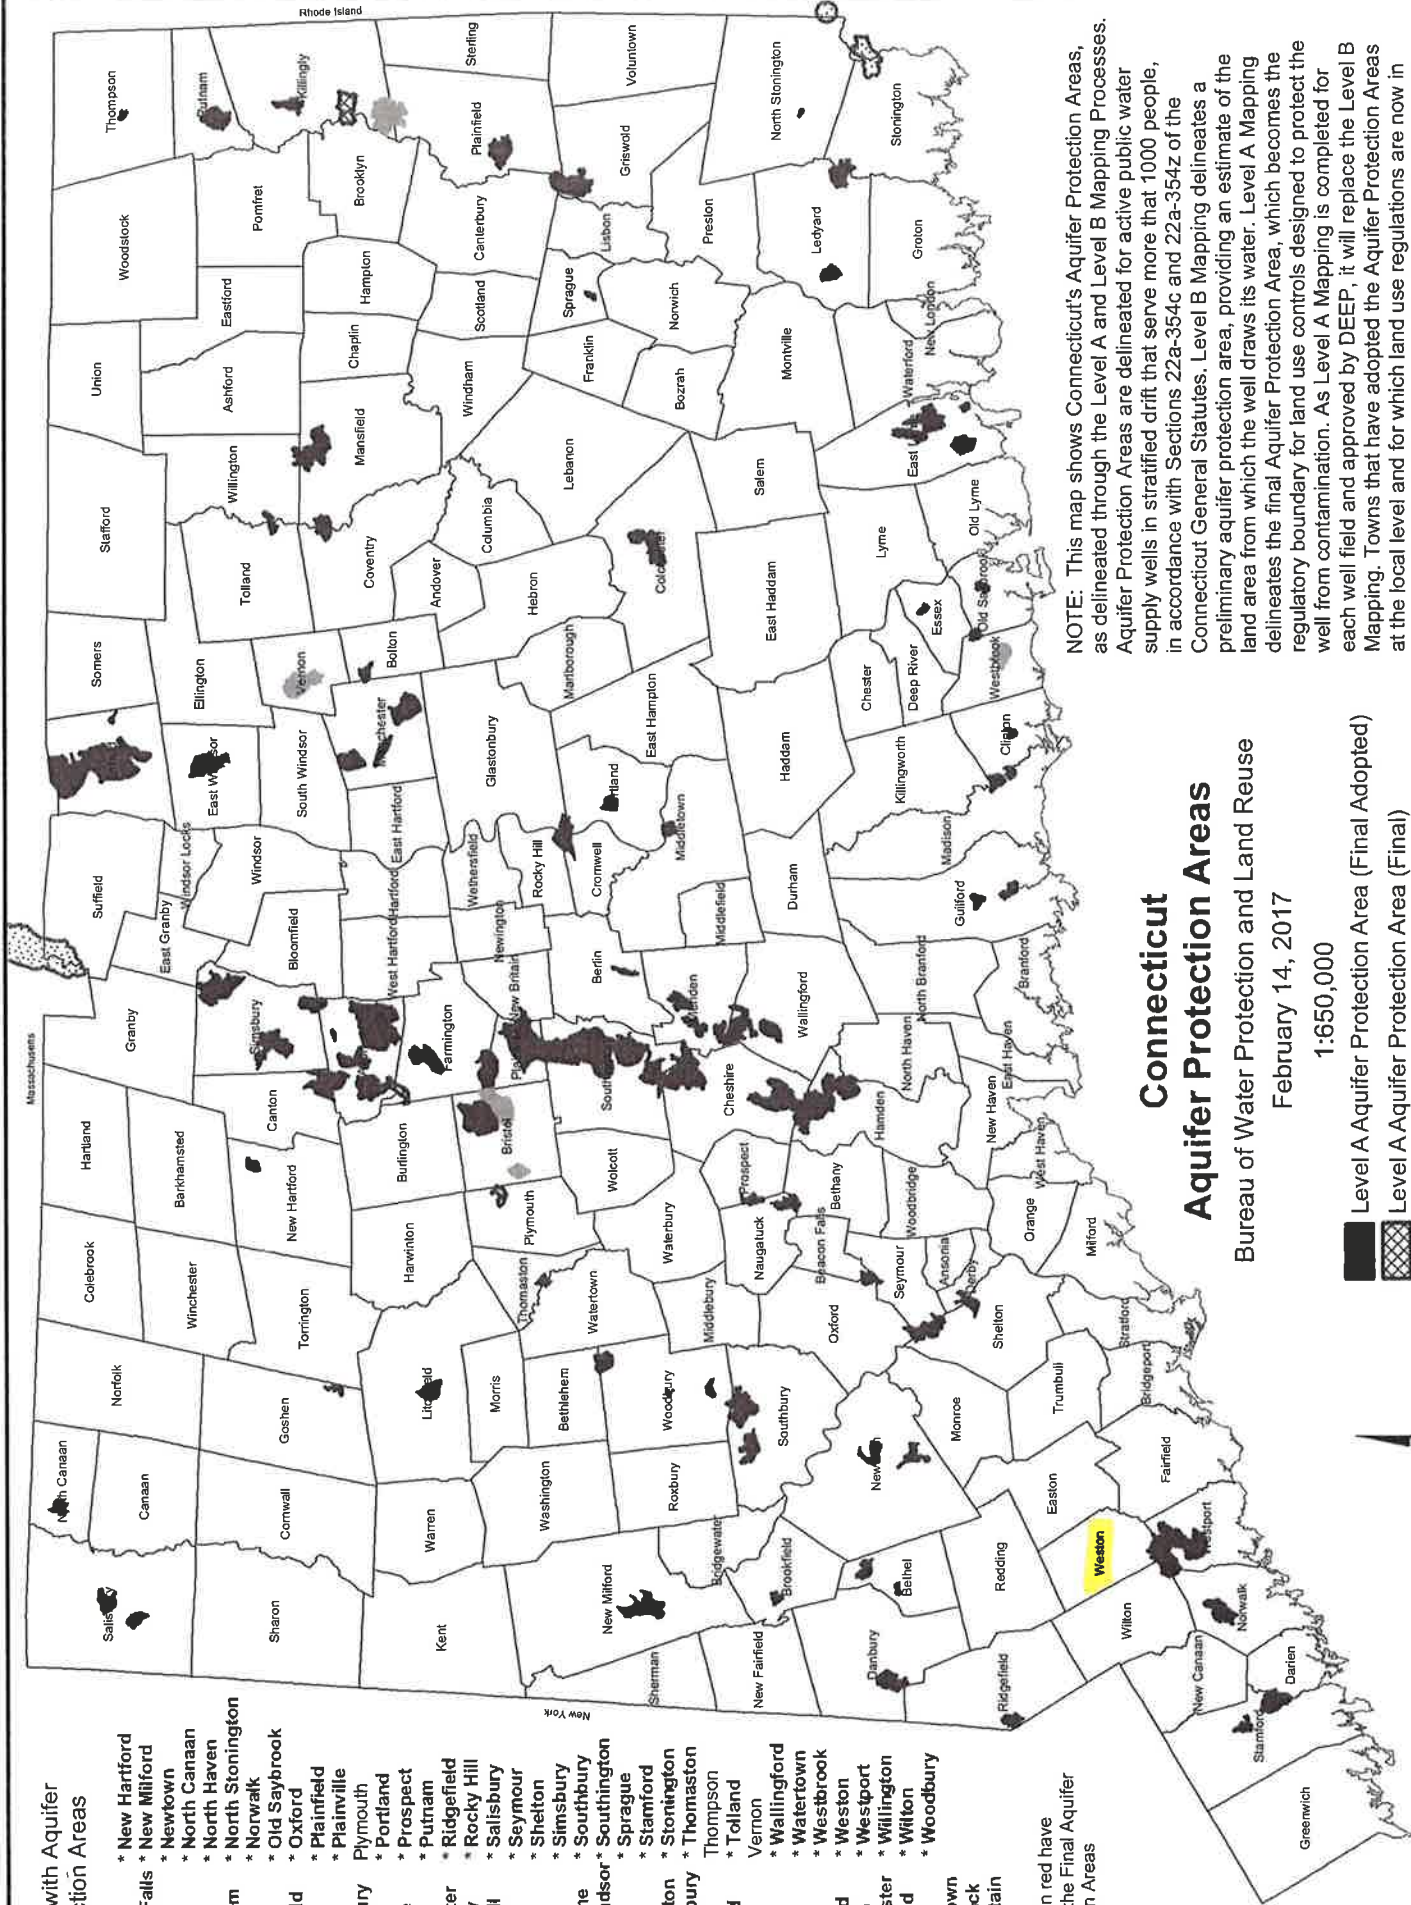 with Aquifer
ction Areas
* New Hartford
Falls * New Milford
* Newtown
* North Canaan
* North Haven
* North Stonington
* Norwalk
* Old Saybrook
* Oxford
* Plainfield
* Plainville
Plymouth
* Portland
* Prospect
* Putnam
* Ridgefield
* Rocky Hill
* Salisbury
* Seymour
* Shelton
* Simsbury
* Southbury
* Southington
* Sprague
* Stamford
* Stonington
* Thomaston
Thompson
* Tolland
Vernon
* Wallingford
* Watertown
* Westbrook
* Weston
* Westport
* Willington
* Wilton
* Woodbury
n red have
the Final Aquifer
n Areas
Massachusetts
Rhode Island
New York
North Canaan
Norfolk
Colebrook
Hartland
Granby
Suffield
Somers
Stafford
Union
Woodstock
Thompson
Canaan
Winchester
Barkhamsted
East Granby
Windsor Locks
Ellington
Willington
Ashford
Eastford
Pomfret
Putnam
Killingly
Sharon
Cornwall
Goshen
Torrington
New Hartford
Canton
Simsbury
Bloomfield
Windsor
South Windsor
Vernon
Tolland
Mansfield
Chaplin
Hampton
Brooklyn
Kent
Warren
Harwinton
Burlington
Farmington
West Hartford
Hartford
East Hartford
Bolton
Coventry
Andover
Columbia
Windham
Scotland
Canterbury
Plainfield
Sterling
Morris
Thomaston
Plymouth
Bristol
New Britain
Newington
Wethersfield
Rocky Hill
Glastonbury
Marlborough
Hebron
Lebanon
Franklin
Sprague
Lisbon
Griswold
Voluntown
New Milford
Washington
Bethlehem
Watertown
Wolcott
Berlin
Cromwell
East Hampton
Bozrah
Norwich
Preston
Sherman
Bridgewater
Roxbury
Woodbury
Middlebury
Waterbury
Cheshire
Middlefield
Middletown
East Haddam
Salem
Montville
Ledyard
North Stonington
New Fairfield
Brookfield
Southbury
Naugatuck
Prospect
Wallingford
Durham
Haddam
Danbury
Bethel
Oxford
Beacon Falls
Bethany
Hamden
North Haven
North Branford
Guilford
Madison
Killingworth
Chester
Deep River
Essex
Lyme
Old Lyme
Waterford
New London
Groton
Stonington
Ridgefield
Redding
Monroe
Seymour
Ansonia
Derby
Woodbridge
New Haven
East Haven
Branford
Clinton
Westbrook
Old Saybrook
Wilton
Weston
Easton
Trumbull
Shelton
Orange
West Haven
Milford
New Canaan
Norwalk
Westport
Fairfield
Bridgeport
Stratford
Greenwich
Stamford
Darien
Connecticut
Aquifer Protection Areas
Bureau of Water Protection and Land Reuse
February 14, 2017
1:650,000
Level A Aquifer Protection Area (Final Adopted)
Level A Aquifer Protection Area (Final)
NOTE: This map shows Connecticut's Aquifer Protection Areas,
as delineated through the Level A and Level B Mapping Processes.
Aquifer Protection Areas are delineated for active public water
supply wells in stratified drift that serve more that 1000 people,
in accordance with Sections 22a-354c and 22a-354z of the
Connecticut General Statutes. Level B Mapping delineates a
preliminary aquifer protection area, providing an estimate of the
land area from which the well draws its water. Level A Mapping
delineates the final Aquifer Protection Area, which becomes the
regulatory boundary for land use controls designed to protect the
well from contamination. As Level A Mapping is completed for
each well field and approved by DEEP, it will replace the Level B
Mapping. Towns that have adopted the Aquifer Protection Areas
at the local level and for which land use regulations are now in